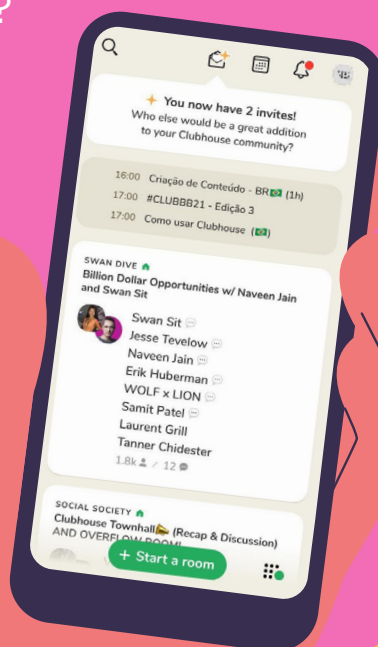 ?
You now have 2 invites!
Who else would be a great addition
to your Clubhouse community?
16:00 Criação de Conteúdo - BR🇧🇷 (1h)
17:00 #CLUBBB21 - Edição 3
17:00 Como usar Clubhouse (🇧🇷)
SWAN DIVE
Billion Dollar Opportunities w/ Naveen Jain
and Swan Sit
Swan Sit
Jesse Tevelow
Naveen Jain
Erik Huberman
WOLF x LION
Samit Patel
Laurent Grill
Tanner Chidester
1.8k / 12
SOCIAL SOCIETY
Clubhouse Townhall (Recap & Discussion)
AND OVERFLOW ROOM!
+ Start a room